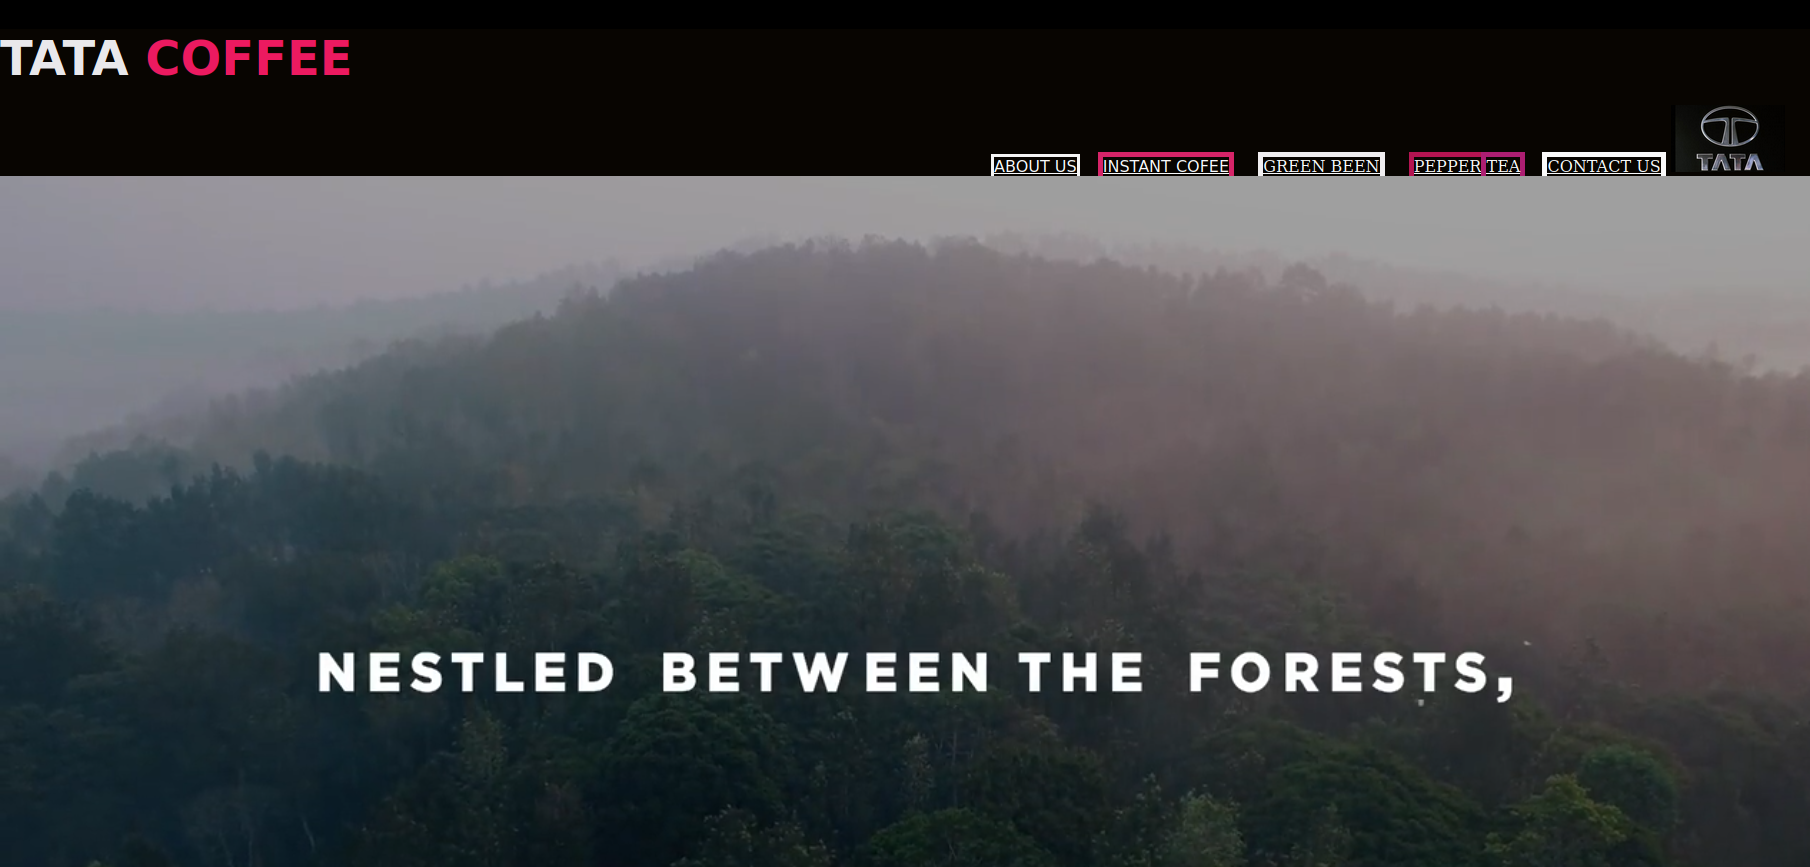 TATA COFFEE
TATA
ABOUT US INSTANT COFEE GREEN BEEN PEPPER TEA CONTACT US
NESTLED BETWEEN THE FORESTS,